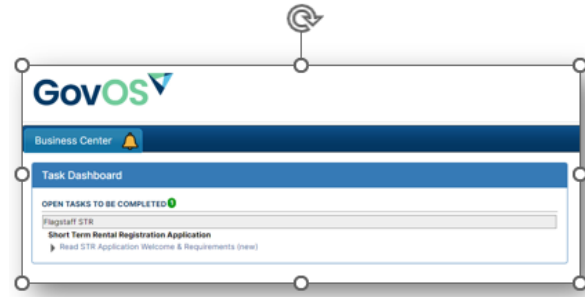 GovOS
Business Center
Task Dashboard
OPEN TASKS TO BE COMPLETED 1
Flagstaff STR
Short Term Rental Registration Application
Read STR Application Welcome & Requirements (new)